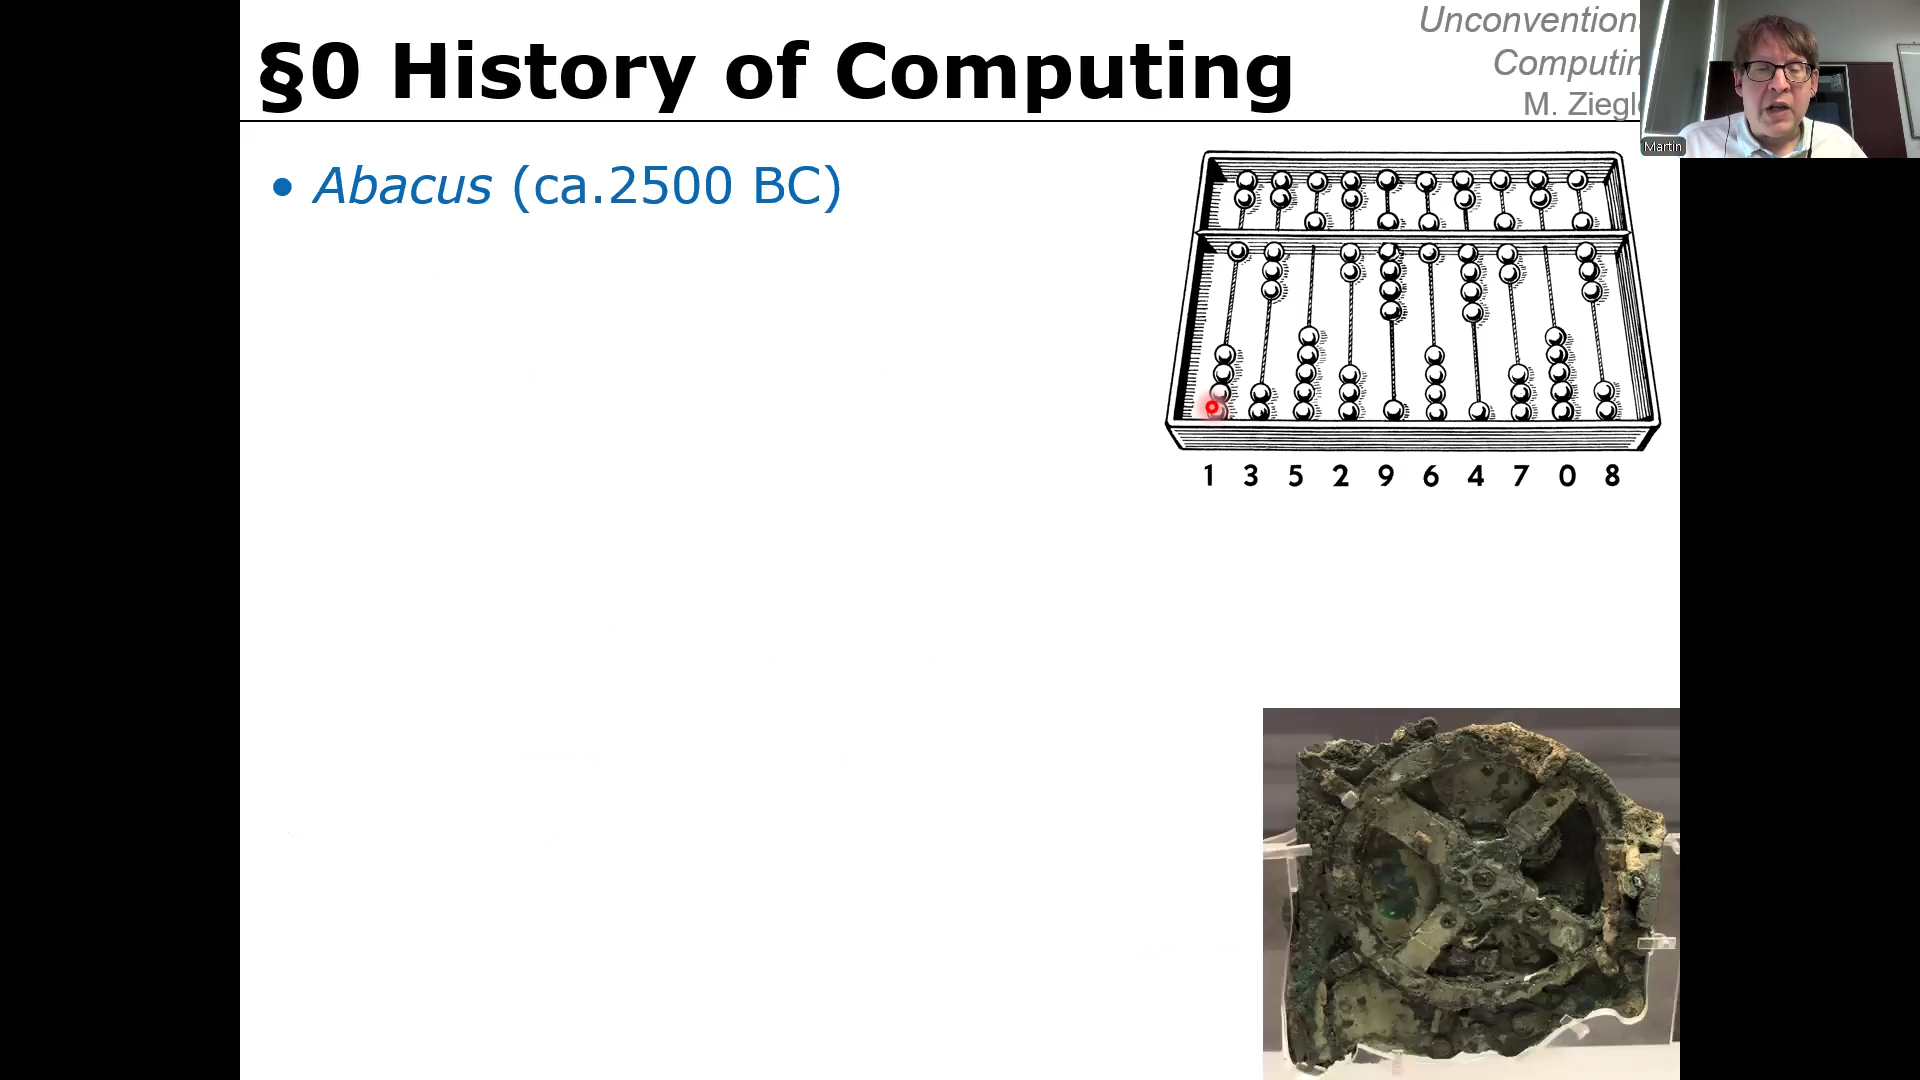 §0 History of Computing
Unconvention
Computin
M. Ziegl
Martin
• Abacus (ca.2500 BC)
1 3 5 2 9 6 4 7 0 8